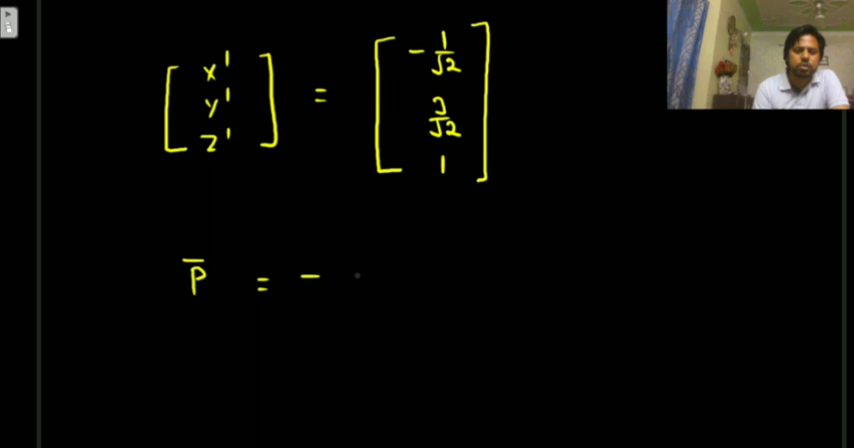 [x' y' z'] = [-1/√2 3/√2 1]
P̅ = -